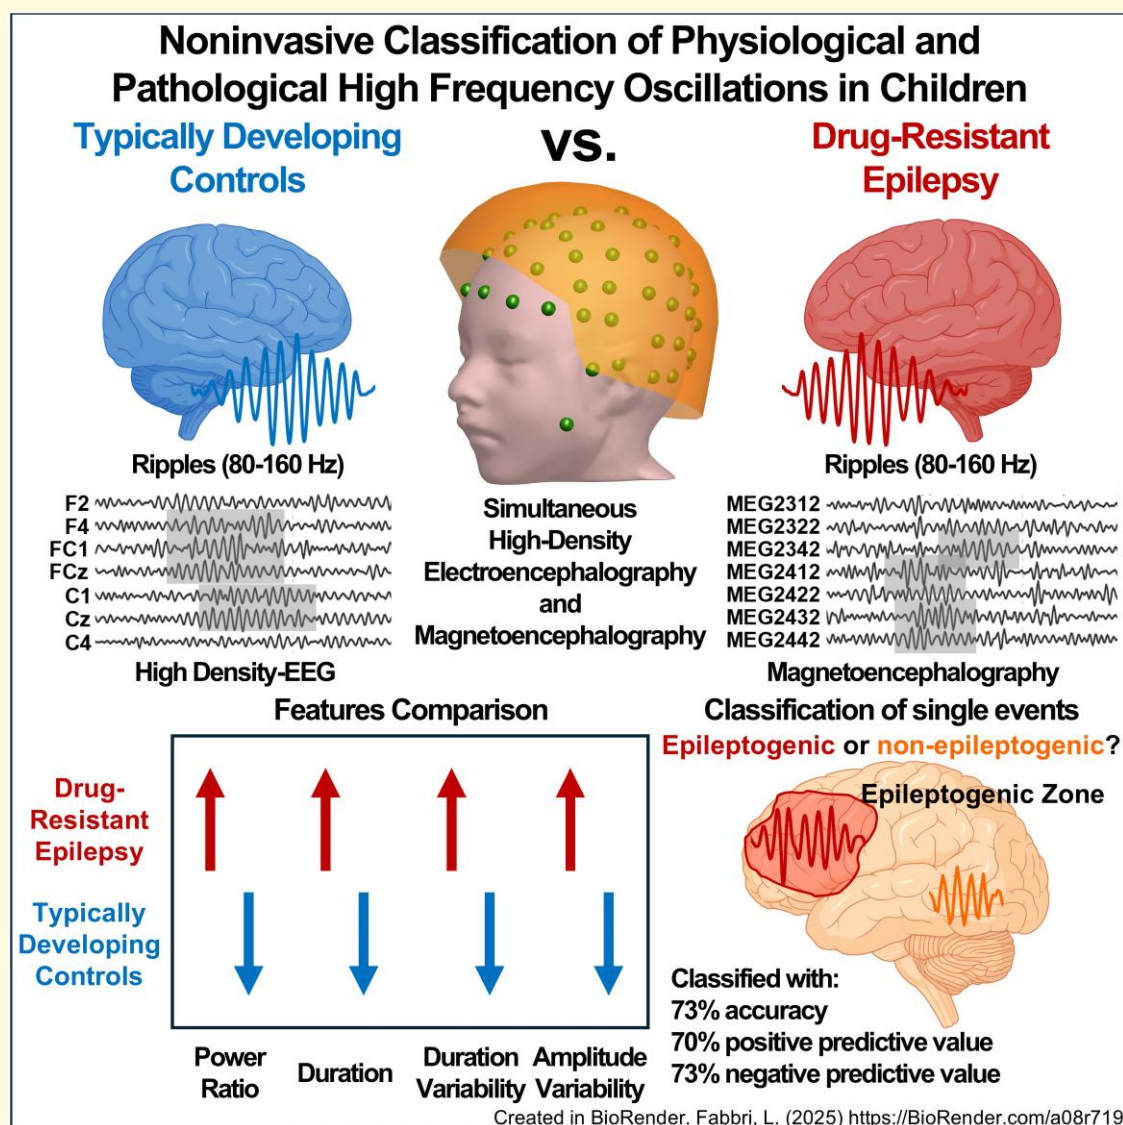 Noninvasive Classification of Physiological and
Pathological High Frequency Oscillations in Children
Typically Developing
Controls
vs.
Drug-Resistant
Epilepsy
Ripples (80-160 Hz)
Ripples (80-160 Hz)
F2
F4
FC1
FCz
C1
Cz
C4
High Density-EEG
Simultaneous
High-Density
Electroencephalography
and
Magnetoencephalography
MEG2312
MEG2322
MEG2342
MEG2412
MEG2422
MEG2432
MEG2442
Magnetoencephalography
Features Comparison
Drug-
Resistant
Epilepsy
Typically
Developing
Controls
Power
Ratio
Duration
Duration
Variability
Amplitude
Variability
Classification of single events
Epileptogenic or non-epileptogenic?
Epileptogenic Zone
Classified with:
73% accuracy
70% positive predictive value
73% negative predictive value
Created in BioRender. Fabbri, L. (2025) https://BioRender.com/a08r719